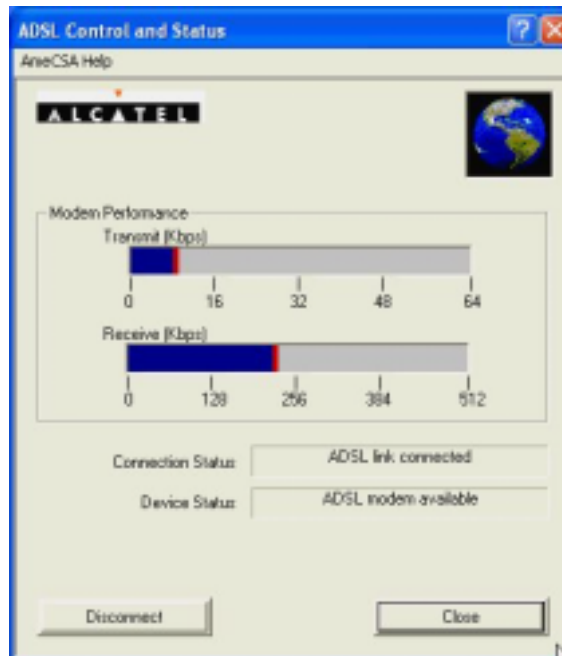 ADSL Control and Status
AmeCSA Help
ALCATEL
Modem Performance
Transmit (Kbps)
0 16 32 48 64
Receive (Kbps)
0 128 256 384 512
Connection Status ADSL link connected
Device Status ADSL modem available
Disconnect Close